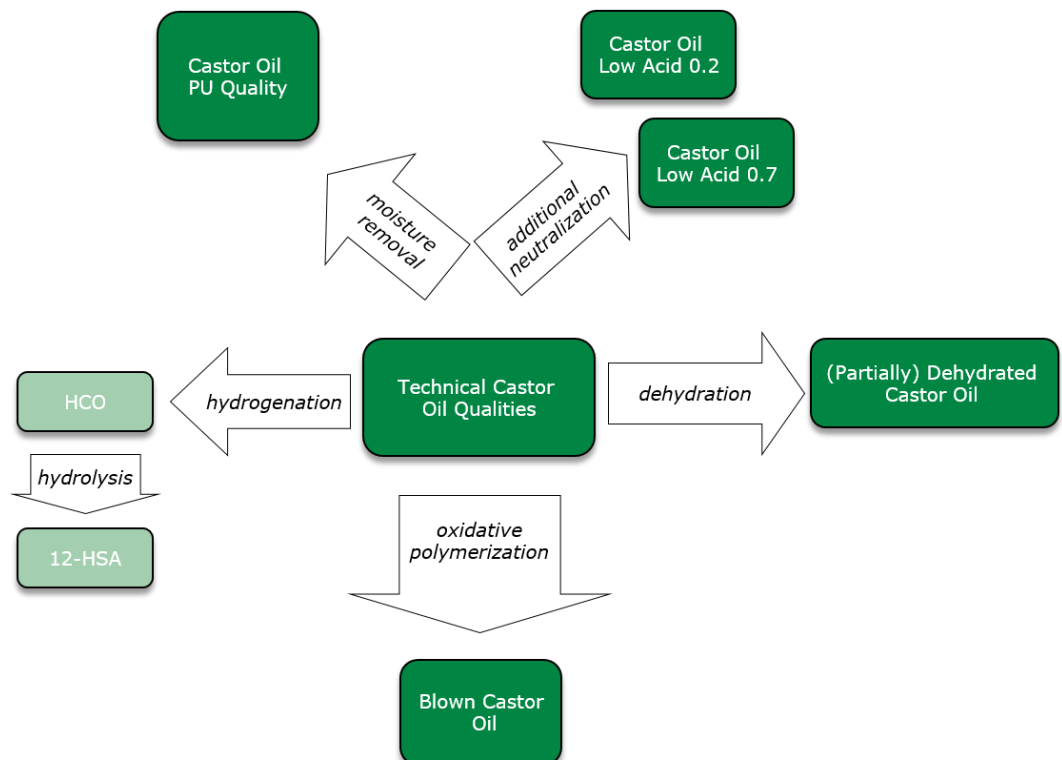 Castor Oil
PU Quality
Castor Oil
Low Acid 0.2
Castor Oil
Low Acid 0.7
moisture
removal
additional
neutralization
HCO
hydrogenation
Technical Castor
Oil Qualities
dehydration
(Partially) Dehydrated
Castor Oil
hydrolysis
12-HSA
oxidative
polymerization
Blown Castor
Oil